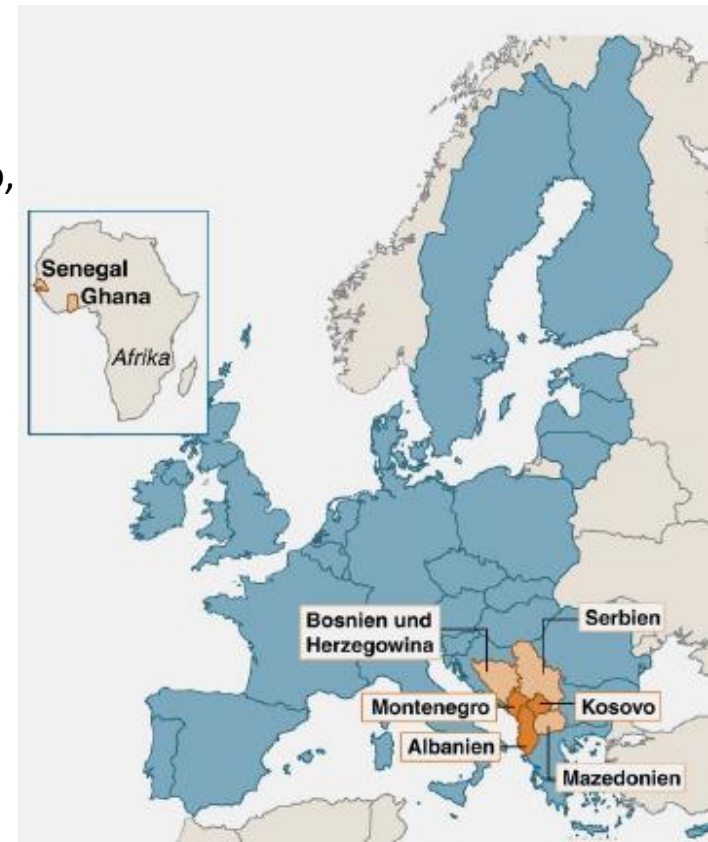 o,
Senegal
Ghana
Afrika
Bosnien und
Herzegowina
Serbien
Montenegro
Kosovo
Albanien
Mazedonien